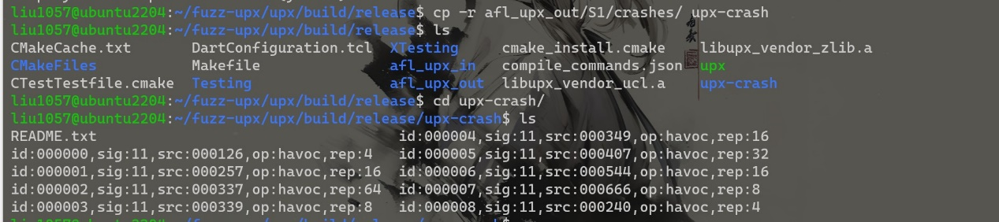 liu1057@ubuntu2204:~/fuzz-upx/upx/build/release$ cp -r afl_upx_out/S1/crashes/ upx-crash
liu1057@ubuntu2204:~/fuzz-upx/upx/build/release$ ls
CMakeCache.txt DartConfiguration.tcl XTesting cmake_install.cmake libupx_vendor_zlib.a
CMakeFiles Makefile afl_upx_in compile_commands.json upx
CTestTestfile.cmake Testing afl_upx_out libupx_vendor_ucl.a upx-crash
liu1057@ubuntu2204:~/fuzz-upx/upx/build/release$ cd upx-crash/
liu1057@ubuntu2204:~/fuzz-upx/upx/build/release/upx-crash$ ls
README.txt id:000004,sig:11,src:000349,op:havoc,rep:16
id:000000,sig:11,src:000126,op:havoc,rep:4 id:000005,sig:11,src:000407,op:havoc,rep:32
id:000001,sig:11,src:000257,op:havoc,rep:16 id:000006,sig:11,src:000544,op:havoc,rep:16
id:000002,sig:11,src:000337,op:havoc,rep:64 id:000007,sig:11,src:000666,op:havoc,rep:8
id:000003,sig:11,src:000339,op:havoc,rep:8 id:000008,sig:11,src:000240,op:havoc,rep:4